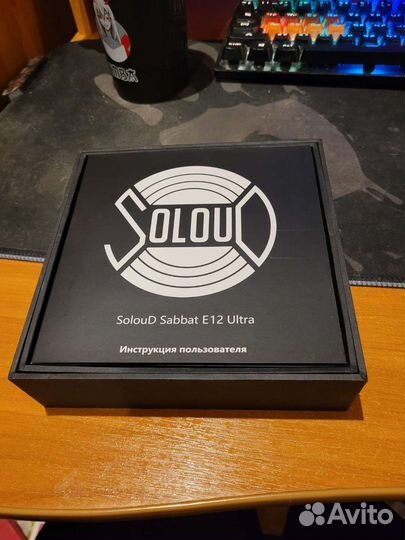 SOLOUD
SolouD Sabbat E12 Ultra
Инструкция пользователя
Avito